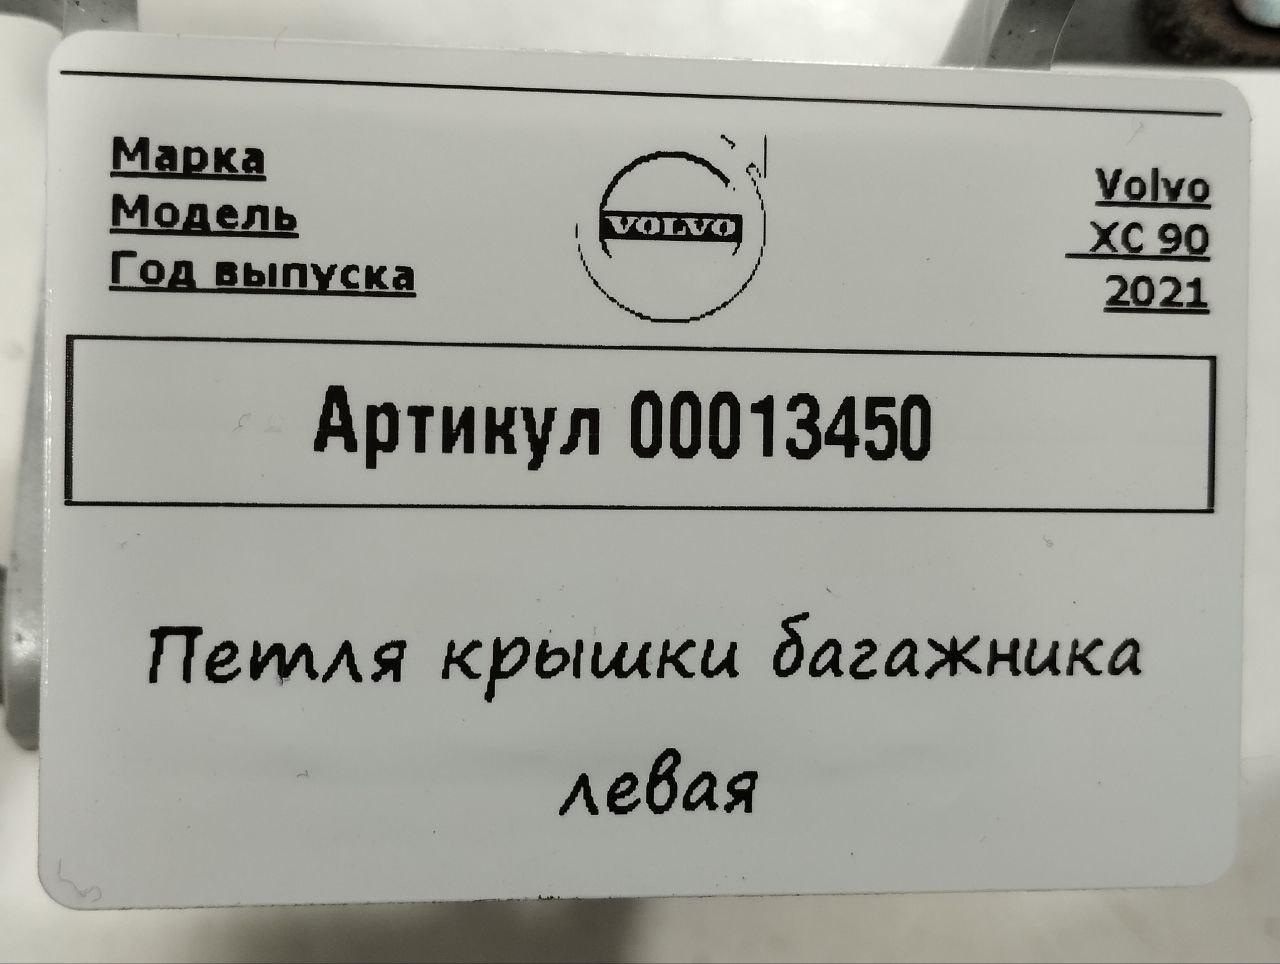 Марка
Модель
Год выпуска
VOLVO
Volvo
XC 90
2021
Артикул 00013450
Петля крышки багажника
левая